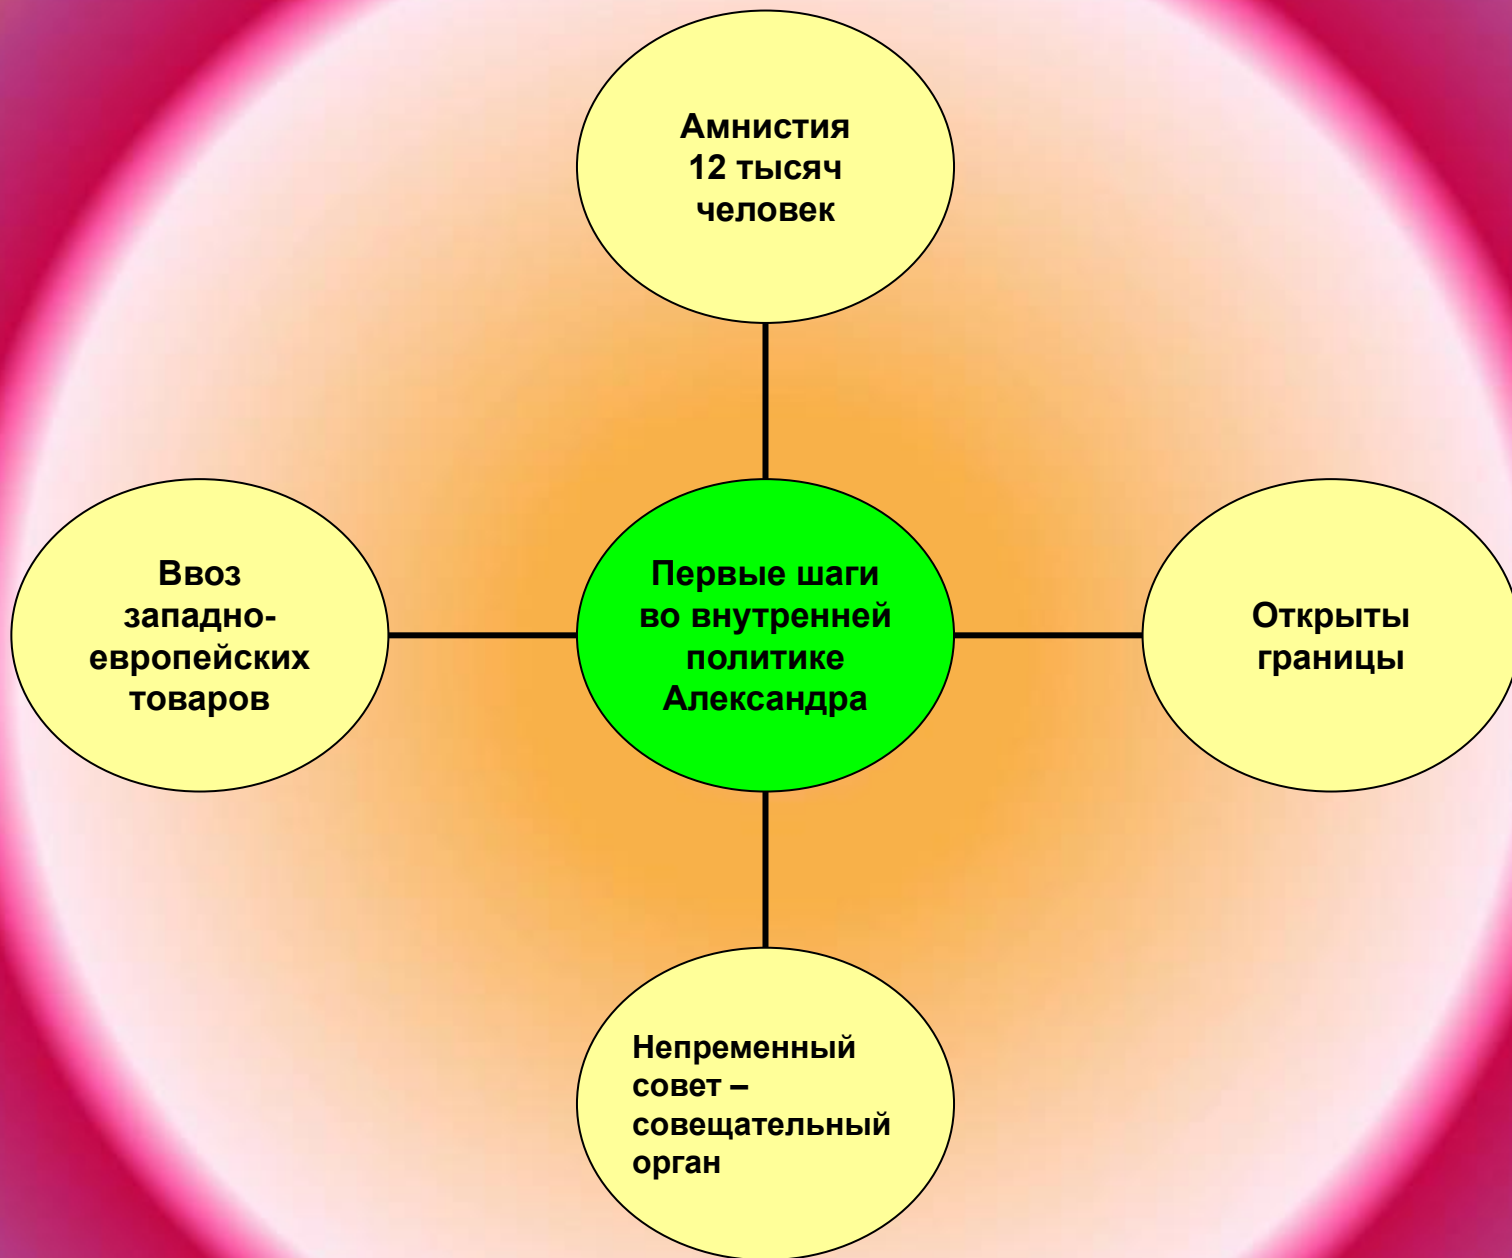 Амнистия
12 тысяч
человек
Ввоз
западно-
европейских
товаров
Первые шаги
во внутренней
политике
Александра
Открыты
границы
Непременный
совет –
совещательный
орган